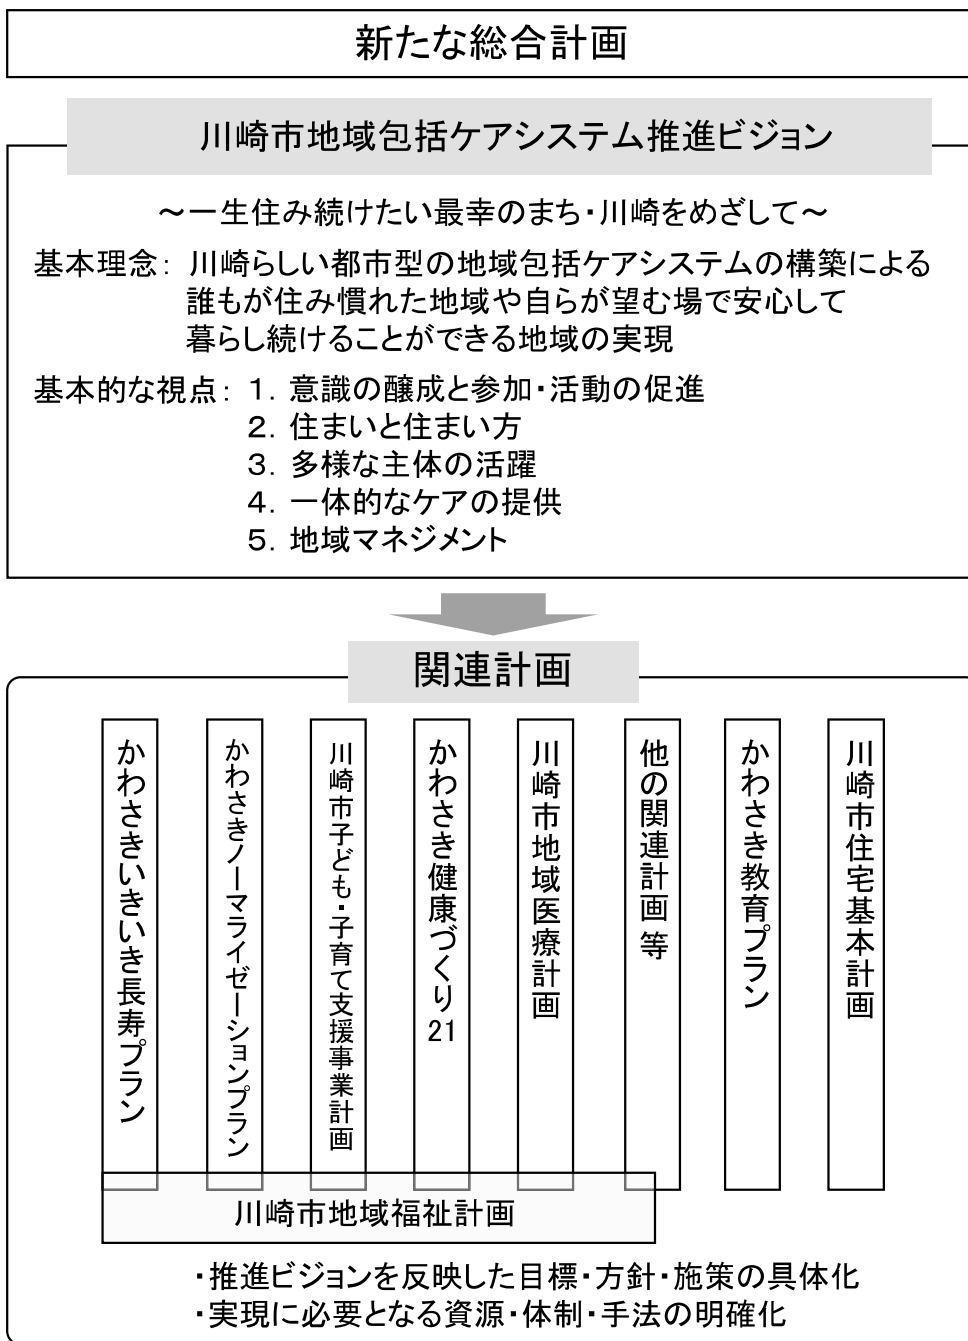 新たな総合計画
川崎市地域包括ケアシステム推進ビジョン
～一生住み続けたい最幸のまち・川崎をめざして～
基本理念： 川崎らしい都市型の地域包括ケアシステムの構築による
誰もが住み慣れた地域や自らが望む場で安心して
暮らし続けることができる地域の実現
基本的な視点： １．意識の醸成と参加・活動の促進
２．住まいと住まい方
３．多様な主体の活躍
４．一体的なケアの提供
５．地域マネジメント
関連計画
かわさきいきいき長寿プラン
かわさきノーマライゼーションプラン
川崎市子ども・子育て支援事業計画
かわさき健康づくり21
川崎市地域医療計画
他の関連計画 等
かわさき教育プラン
川崎市住宅基本計画
川崎市地域福祉計画
・推進ビジョンを反映した目標・方針・施策の具体化
・実現に必要となる資源・体制・手法の明確化